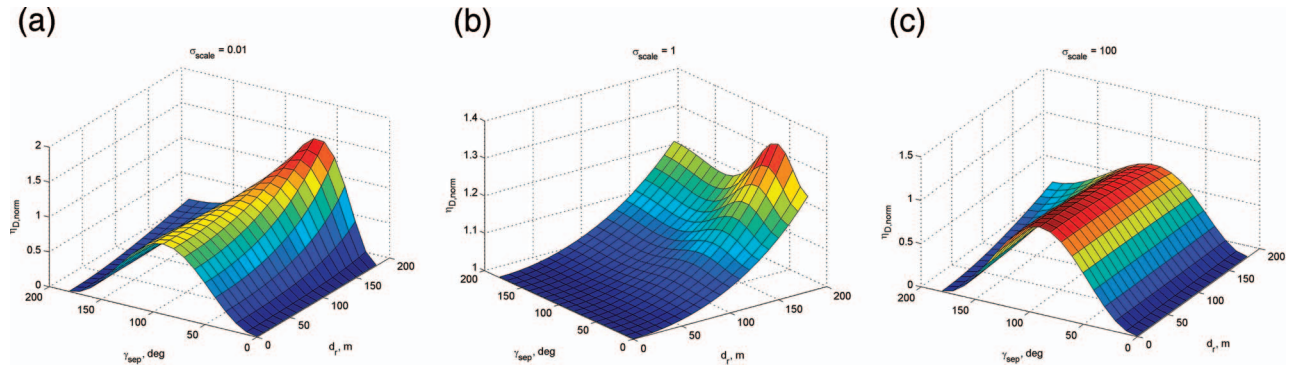 (a)
σscale = 0.01
2
1.5
1
0.5
0
ηD,norm
200
150
100
50
0
γsep, deg
0
50
100
150
200
dr, m
(b)
σscale = 1
1.4
1.3
1.2
1.1
1
ηD,norm
200
150
100
50
0
γsep, deg
0
50
100
150
200
dr, m
(c)
σscale = 100
1.5
1
0.5
0
ηD,norm
200
150
100
50
0
γsep, deg
0
50
100
150
200
dr, m